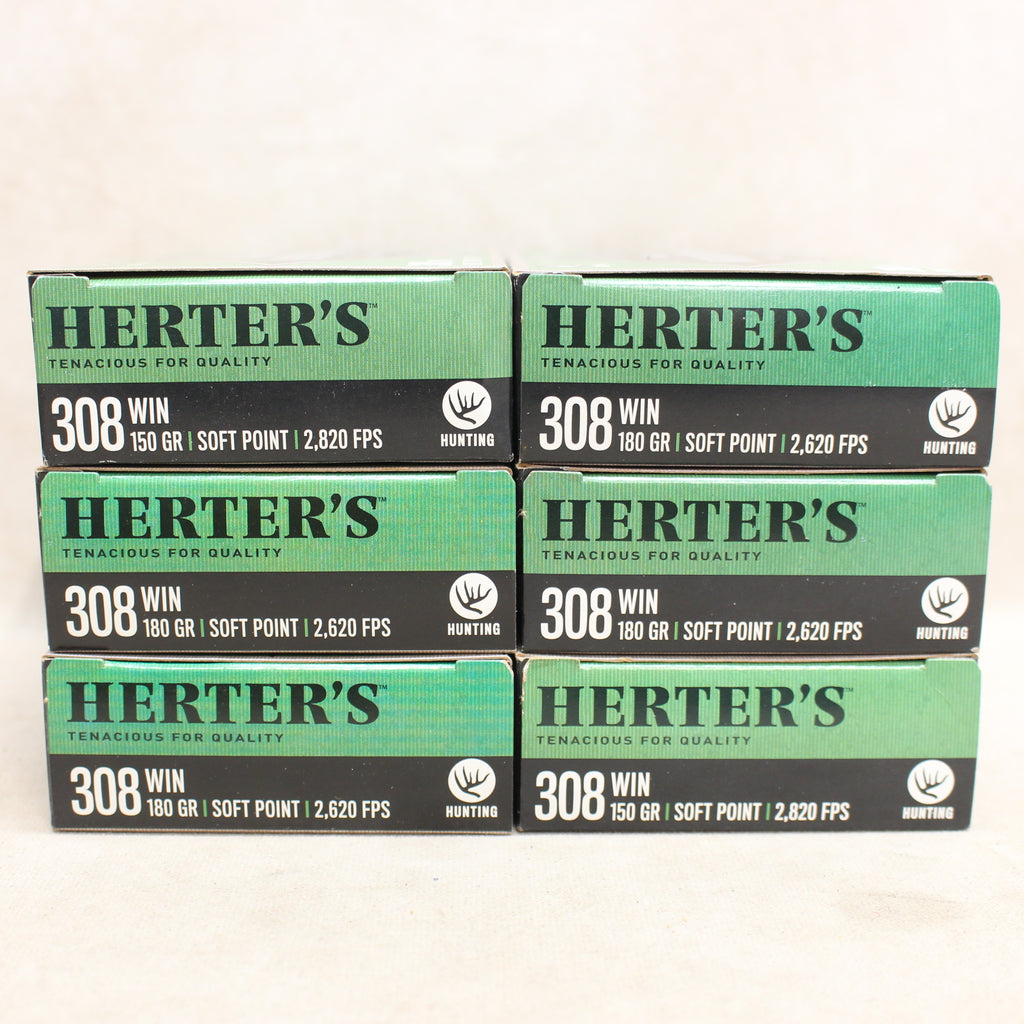 HERTER'S™
TENACIOUS FOR QUALITY
308 WIN
150 GR | SOFT POINT | 2,820 FPS
HUNTING
HERTER'S™
TENACIOUS FOR QUALITY
308 WIN
180 GR | SOFT POINT | 2,620 FPS
HUNTING
HERTER'S™
TENACIOUS FOR QUALITY
308 WIN
180 GR | SOFT POINT | 2,620 FPS
HUNTING
HERTER'S™
TENACIOUS FOR QUALITY
308 WIN
180 GR | SOFT POINT | 2,620 FPS
HUNTING
HERTER'S™
TENACIOUS FOR QUALITY
308 WIN
180 GR | SOFT POINT | 2,620 FPS
HUNTING
HERTER'S™
TENACIOUS FOR QUALITY
308 WIN
150 GR | SOFT POINT | 2,820 FPS
HUNTING